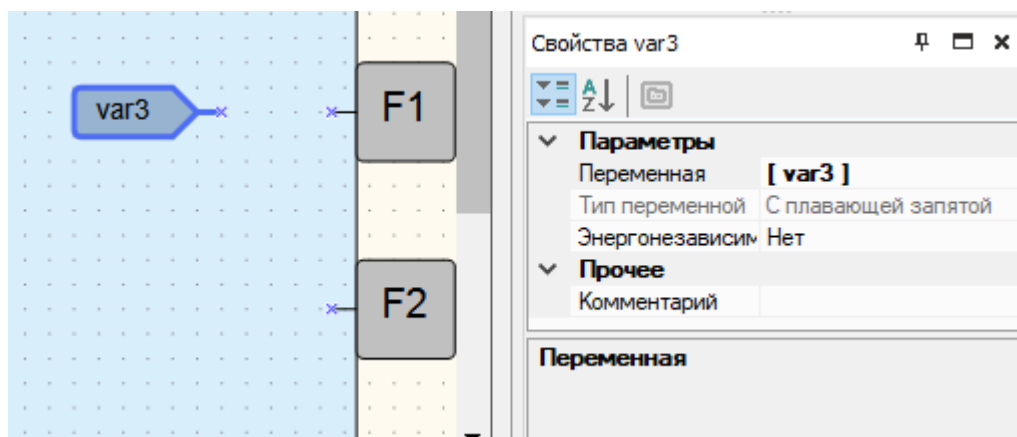 var3
F1
F2
Свойства var3
Параметры
Переменная [ var3 ]
Тип переменной С плавающей запятой
Энергонезависим Нет
Прочее
Комментарий
Переменная